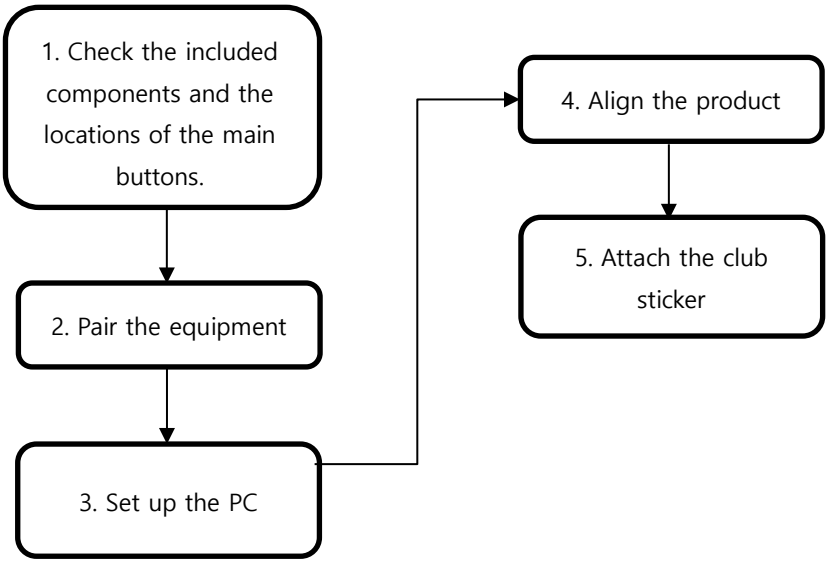 1. Check the included
components and the
locations of the main
buttons.
2. Pair the equipment
3. Set up the PC
4. Align the product
5. Attach the club
sticker